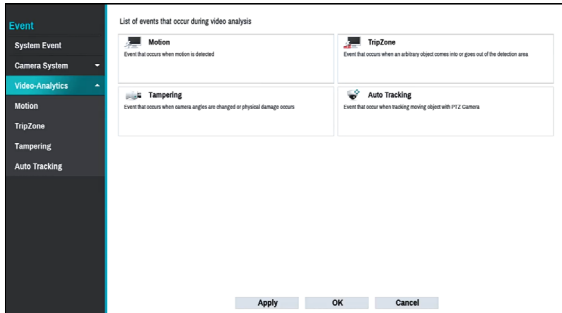 Event
System Event
Camera System
Video-Analytics
Motion
TripZone
Tampering
Auto Tracking
List of events that occur during video analysis
Motion
Event that occurs when motion is detected
TripZone
Event that occurs when an arbitrary object comes into or goes out of the detection area
Tampering
Event that occurs when camera angles are changed or physical damage occurs
Auto Tracking
Event that occur when tracking moving object with PTZ Camera
Apply
OK
Cancel